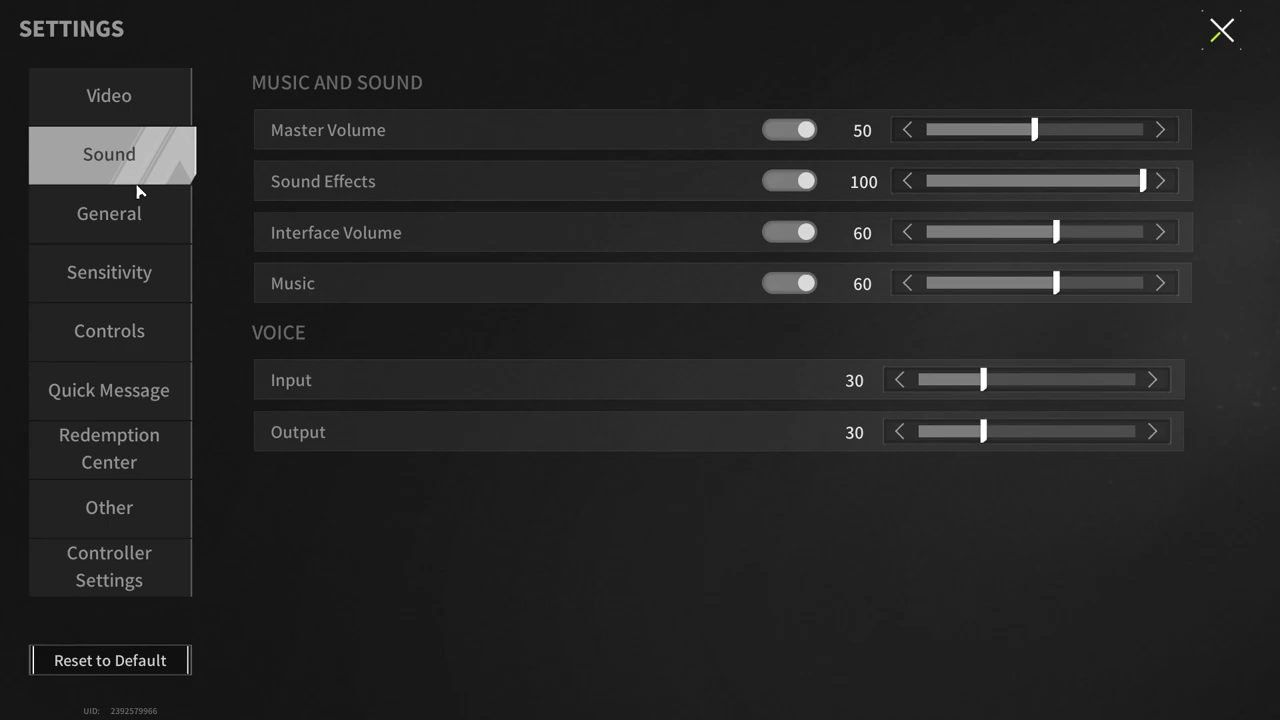 SETTINGS
Video
Sound
General
Sensitivity
Controls
Quick Message
Redemption
Center
Other
Controller
Settings
Reset to Default
UID: 2392579966
MUSIC AND SOUND
Master Volume 50
Sound Effects 100
Interface Volume 60
Music 60
VOICE
Input 30
Output 30